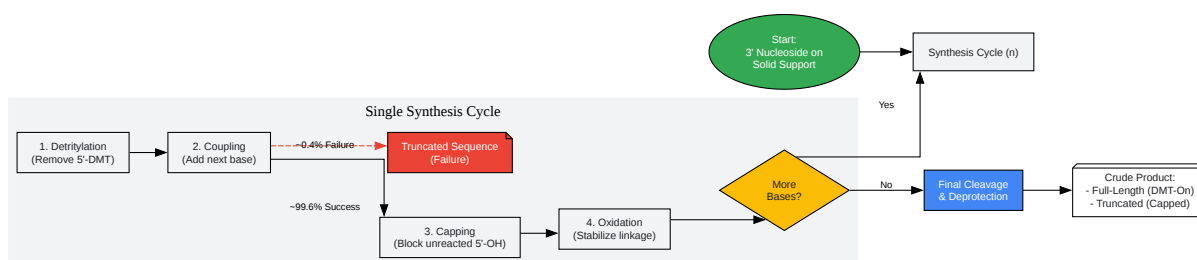 Start:
3' Nucleoside on
Solid Support
Synthesis Cycle (n)
Yes
Single Synthesis Cycle
1. Detritylation
(Remove 5'-DMT)
2. Coupling
(Add next base)
~0.4% Failure
Truncated Sequence
(Failure)
~99.6% Success
3. Capping
(Block unreacted 5'-OH)
4. Oxidation
(Stabilize linkage)
More
Bases?
No
Final Cleavage
& Deprotection
Crude Product:
- Full-Length (DMT-On)
- Truncated (Capped)